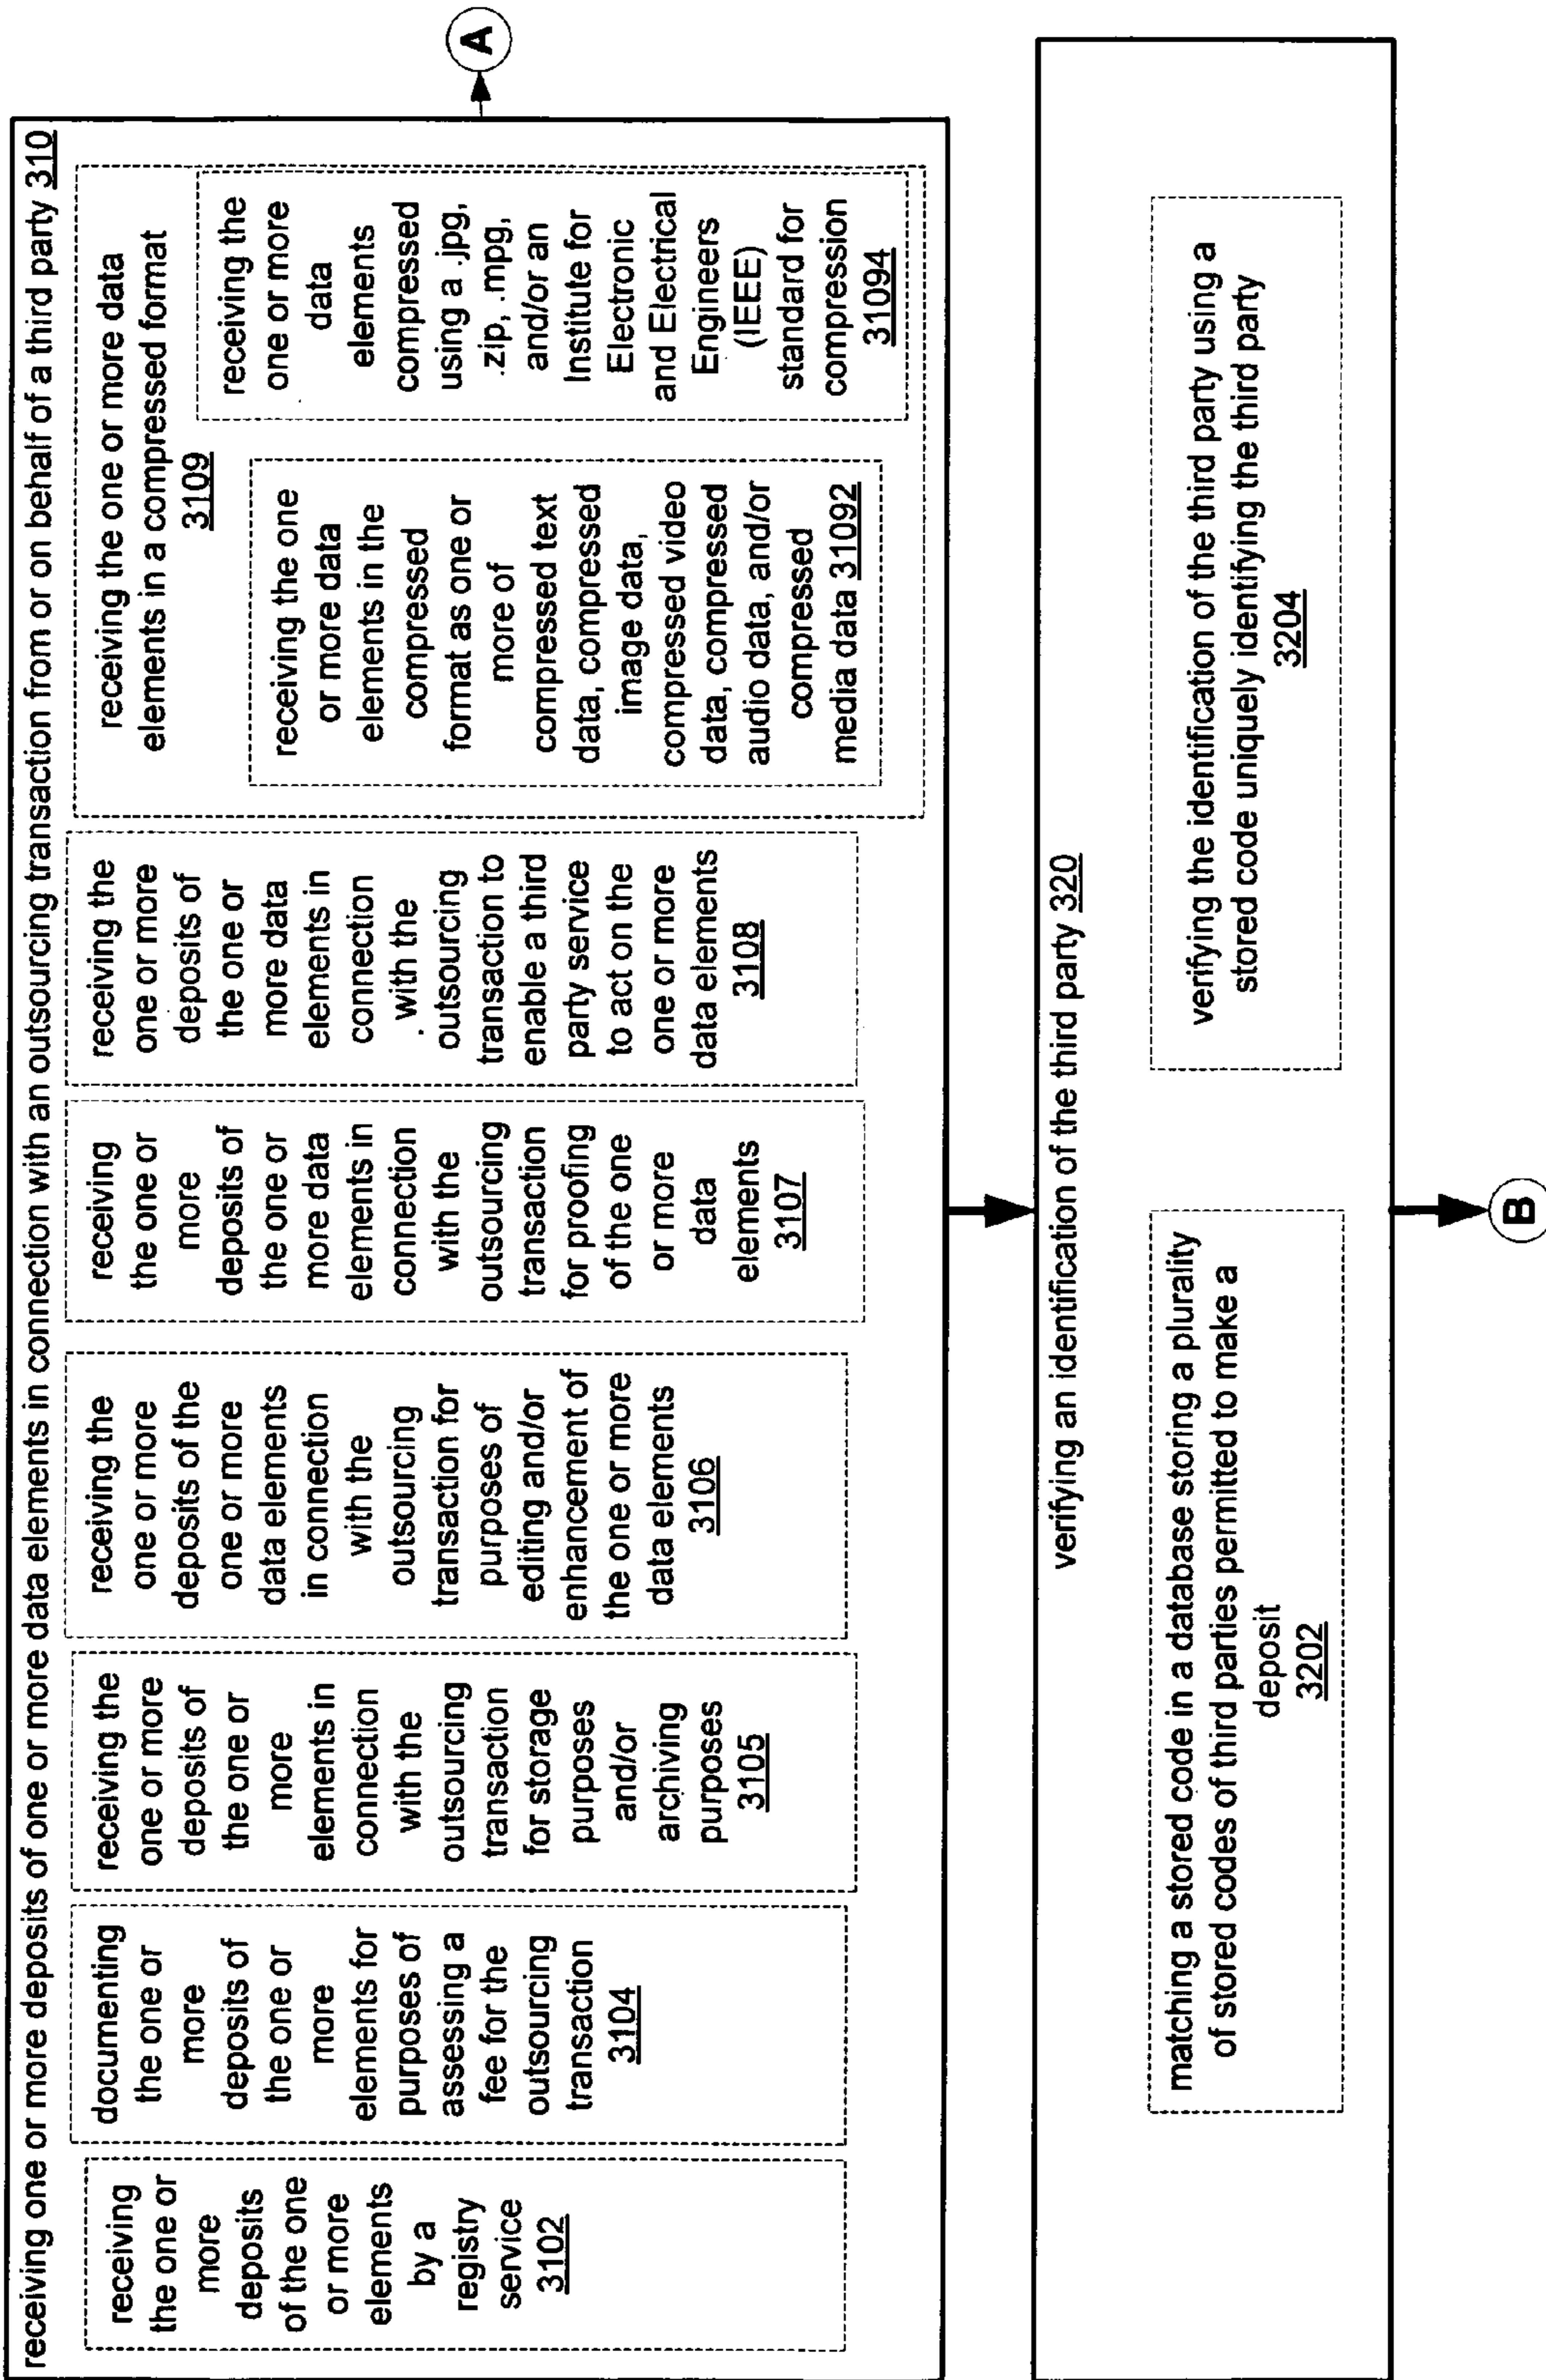 receiving one or more deposits of one or more data elements in connection with an outsourcing transaction from or on behalf of a third party 310
receiving
the one or
more
deposits
of the one
or more
elements
by a
registry
service
3102
documenting
the one or
more
deposits of
the one or
more
elements for
purposes of
assessing a
fee for the
outsourcing
transaction
3104
receiving the
one or more
deposits of
the one or
more
elements in
connection
with the
outsourcing
transaction
for storage
purposes
and/or
archiving
purposes
3105
receiving the
one or more
deposits of the
one or more
data elements
in connection
with the
outsourcing
transaction for
purposes of
editing and/or
enhancement of
the one or more
data elements
3106
receiving
the one or
more
deposits of
the one or
more data
elements in
connection
with the
outsourcing
transaction
for proofing
of the one
or more
data
elements
3107
receiving the
one or more
deposits of
the one or
more data
elements in
connection
with the
outsourcing
transaction to
enable a third
party service
to act on the
one or more
data elements
3108
receiving the one or more data
elements in a compressed format
3109
receiving the one
or more data
elements in the
compressed
format as one or
more of
compressed text
data, compressed
image data,
compressed video
data, compressed
audio data, and/or
compressed
media data 31092
receiving the
one or more
data
elements
compressed
using a .jpg,
.zip, .mpg,
and/or an
Institute for
Electronic
and Electrical
Engineers
(IEEE)
standard for
compression
31094
A
verifying an identification of the third party 320
matching a stored code in a database storing a plurality
of stored codes of third parties permitted to make a
deposit
3202
verifying the identification of the third party using a
stored code uniquely identifying the third party
3204
B